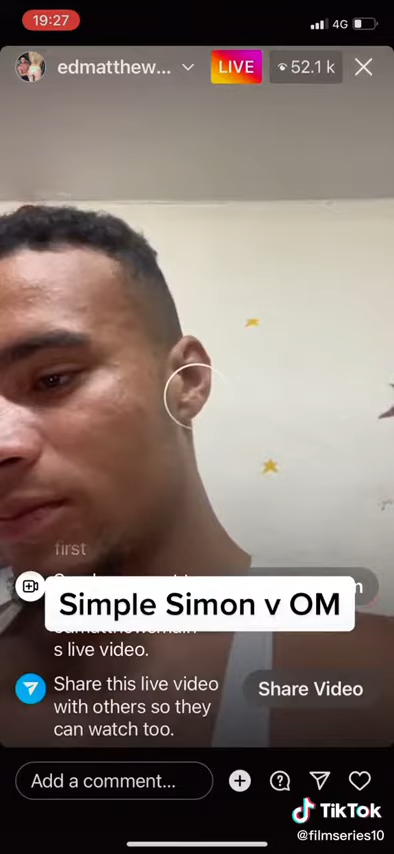 19:27
4G
edmatthew...
LIVE
52.1 k
first
Simple Simon v OM
s live video.
Share this live video
with others so they
can watch too.
Share Video
Add a comment...
TikTok
@filmseries10